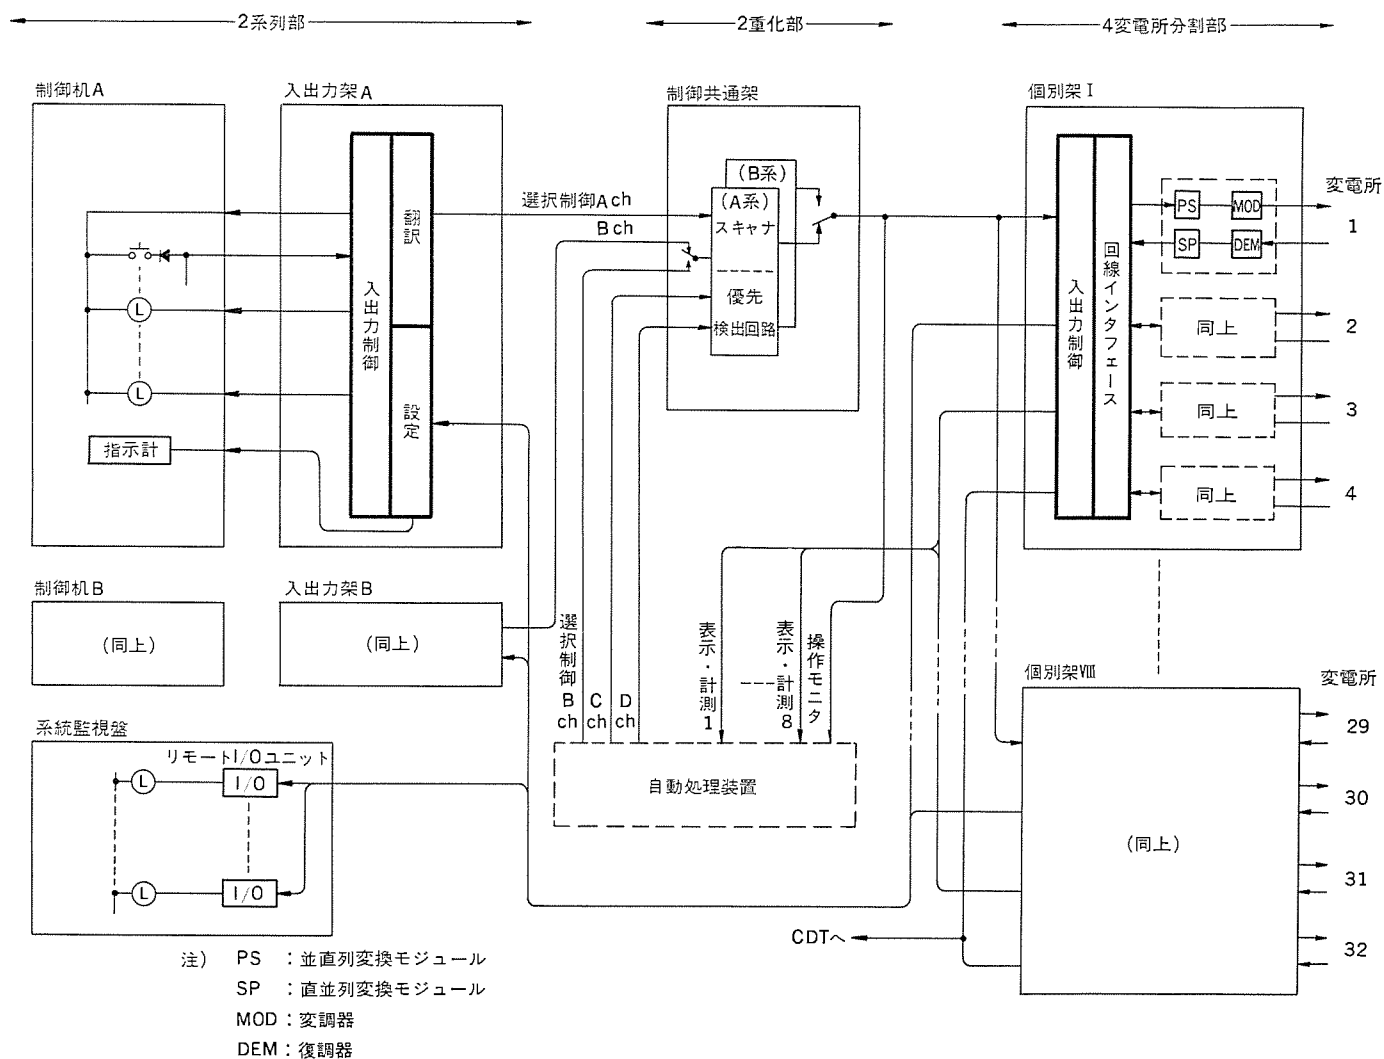 2系列部
2重化部
4変電所分割部
制御机A
入出力架A
制御共通架
個別架I
翻訳
入出力制御
設定
指示計
L
L
選択制御Ach
Bch
(B系)
(A系)
スキャナ
優先
検出回路
入出力制御
回線インタフェース
PS
MOD
SP
DEM
同上
同上
同上
変電所
1
2
3
4
制御机B
(同上)
入出力架B
(同上)
選択制御
B
ch
C
ch
D
ch
表示・計測1
表示・計測8
操作モニタ
自動処理装置
個別架VIII
(同上)
変電所
29
30
31
32
系統監視盤
リモートI/Oユニット
L
I/O
L
I/O
CDTへ
注) PS :並直列変換モジュール
SP :直並列変換モジュール
MOD:変調器
DEM:復調器